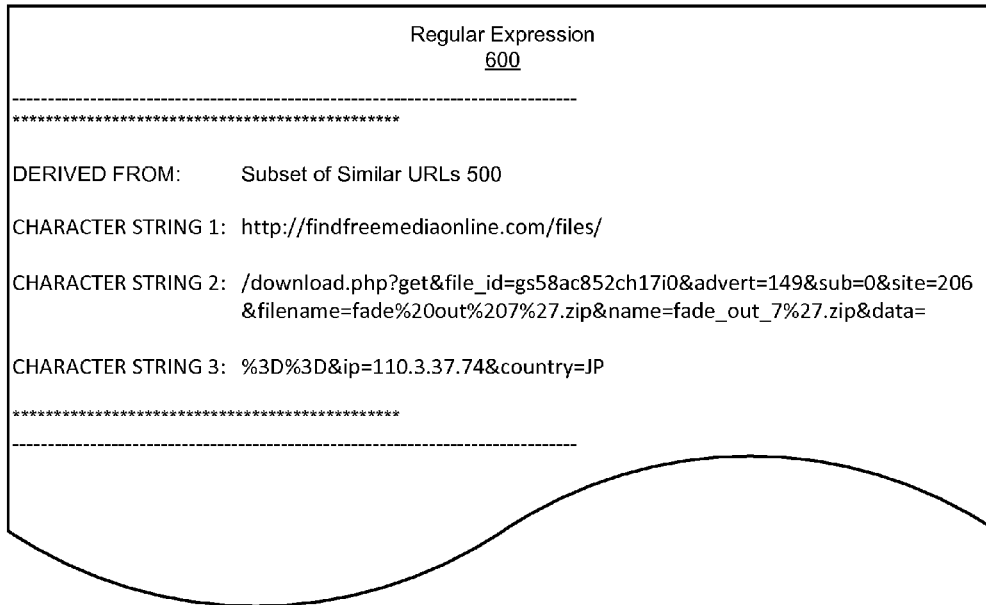 Regular Expression
600
--------------------------------------------------------------------------------
***********************************************
DERIVED FROM: Subset of Similar URLs 500
CHARACTER STRING 1: http://findfreemediaonline.com/files/
CHARACTER STRING 2: /download.php?get&file_id=gs58ac852ch17i0&advert=149&sub=0&site=206
&filename=fade%20out%207%27.zip&name=fade_out_7%27.zip&data=
CHARACTER STRING 3: %3D%3D&ip=110.3.37.74&country=JP
***********************************************
--------------------------------------------------------------------------------